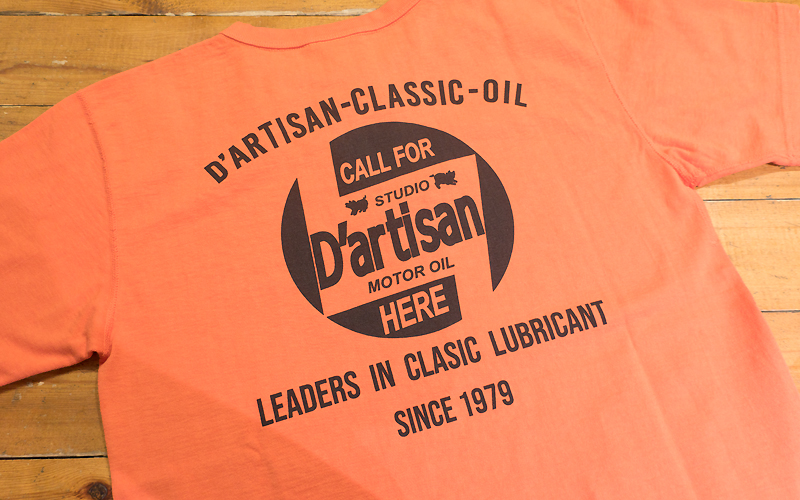 D'ARTISAN-CLASSIC-OIL
CALL FOR
STUDIO
D'artisan
MOTOR OIL
HERE
LEADERS IN CLASIC LUBRICANT
SINCE 1979